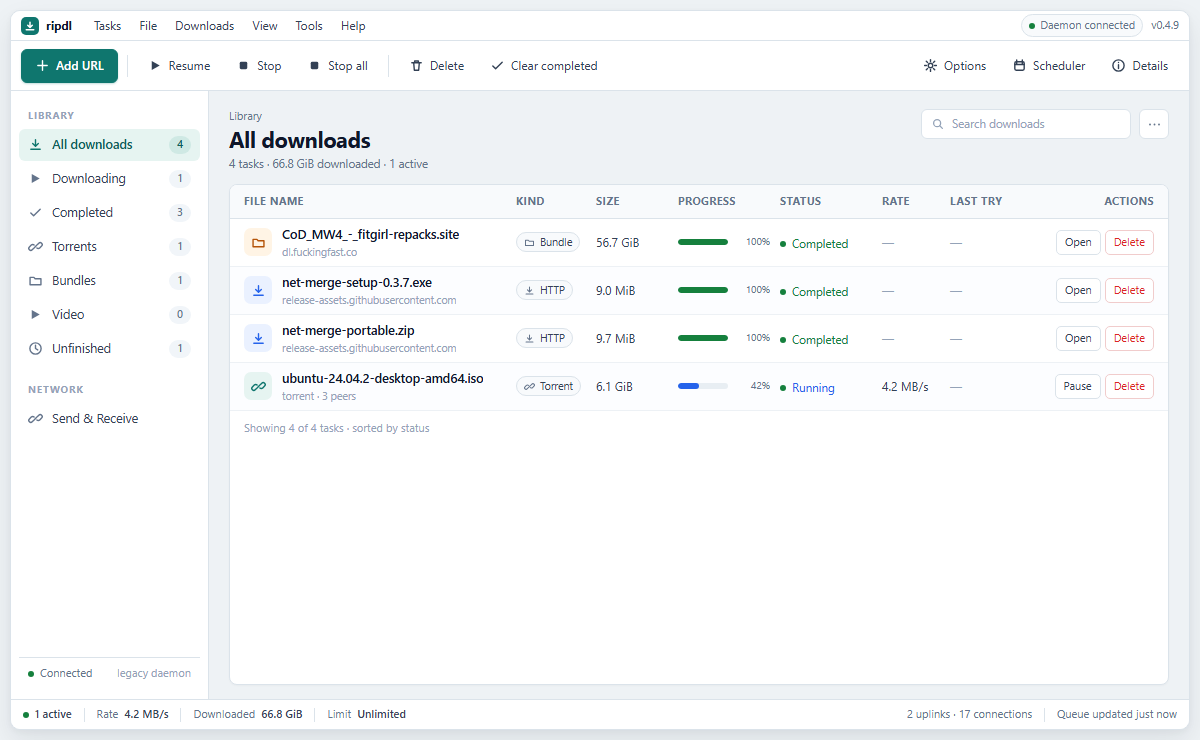 ripdl Tasks File Downloads View Tools Help Daemon connected v0.4.9
Add URL Resume Stop Stop all Delete Clear completed Options Scheduler Details
LIBRARY
All downloads 4
Downloading 1
Completed 3
Torrents 1
Bundles 1
Video 0
Unfinished 1
NETWORK
Send & Receive
Connected legacy daemon
Library
All downloads
4 tasks · 66.8 GiB downloaded · 1 active
Search downloads ...
FILE NAME KIND SIZE PROGRESS STATUS RATE LAST TRY ACTIONS
CoD_MW4_-_fitgirl-repacks.site Bundle 56.7 GiB 100% Completed — — Open Delete
dl.fuckingfast.co
net-merge-setup-0.3.7.exe HTTP 9.0 MiB 100% Completed — — Open Delete
release-assets.githubusercontent.com
net-merge-portable.zip HTTP 9.7 MiB 100% Completed — — Open Delete
release-assets.githubusercontent.com
ubuntu-24.04.2-desktop-amd64.iso Torrent 6.1 GiB 42% Running 4.2 MB/s — Pause Delete
torrent · 3 peers
Showing 4 of 4 tasks · sorted by status
1 active Rate 4.2 MB/s Downloaded 66.8 GiB Limit Unlimited 2 uplinks · 17 connections Queue updated just now